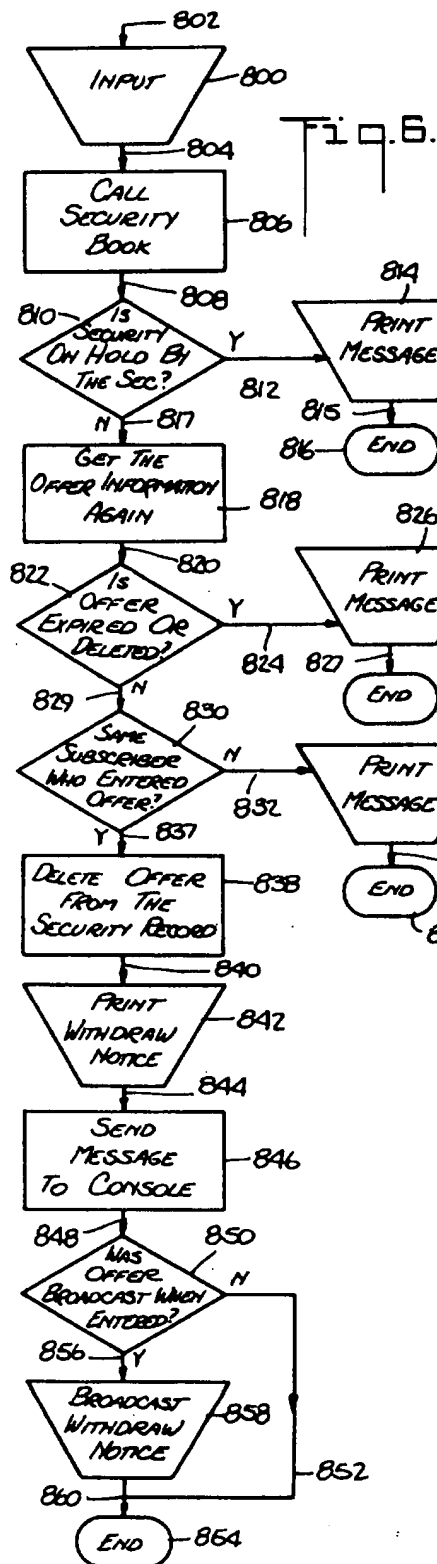 802
INPUT
800
Fig.6.
804
CALL
SECURITY
BOOK
806
808
810
IS
SECURITY
ON HOLD BY
THE SEC?
Y
812
814
PRINT
MESSAGE
815
816
END
N
817
GET THE
OFFER INFORMATION
AGAIN
818
820
822
IS
OFFER
EXPIRED OR
DELETED?
Y
824
826
PRINT
MESSAGE
827
END
829
N
830
SAME
SUBSCRIBER
WHO ENTERED
OFFER?
N
832
PRINT
MESSAGE
END
8
Y
837
DELETE OFFER
FROM THE
SECURITY RECORD
838
840
PRINT
WITHDRAW
NOTICE
842
844
SEND
MESSAGE
TO CONSOLE
846
848
850
WAS
OFFER
BROADCAST WHEN
ENTERED?
N
856
Y
BROADCAST
WITHDRAW
NOTICE
858
852
860
END
864